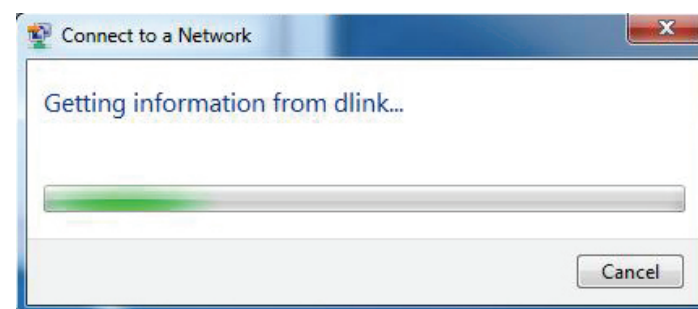 Connect to a Network
Getting information from dlink...
Cancel